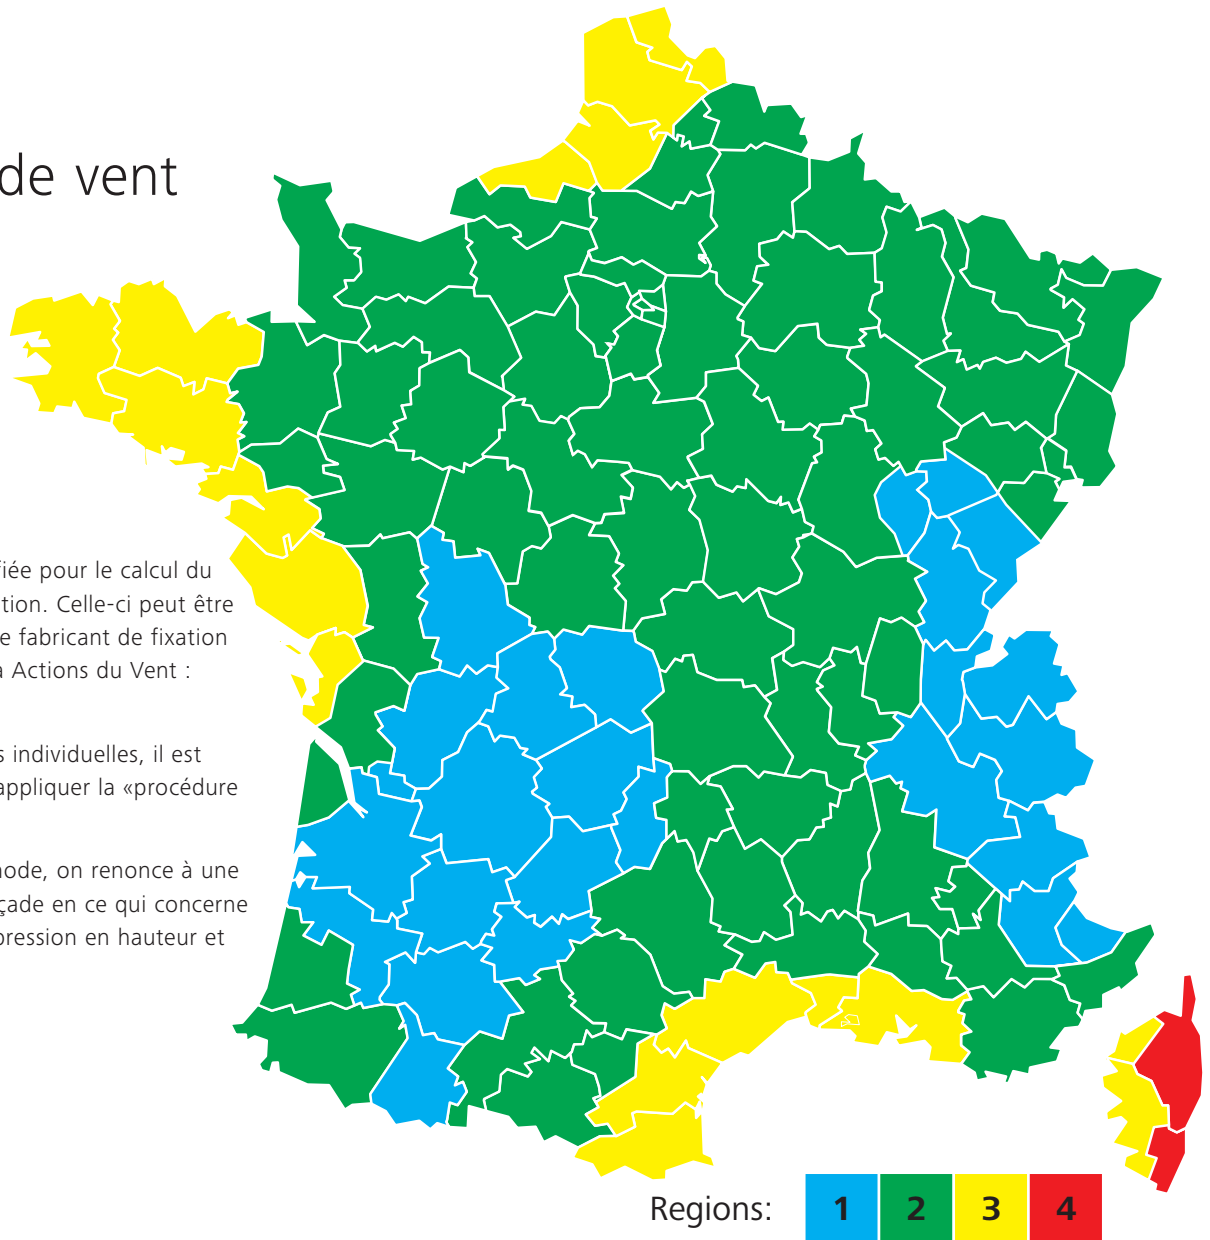 de vent
fiée pour le calcul du
tion. Celle-ci peut être
e fabricant de fixation
a Actions du Vent :
s individuelles, il est
appliquer la «procédure
node, on renonce à une
çade en ce qui concerne
pression en hauteur et
Regions: 1 2 3 4